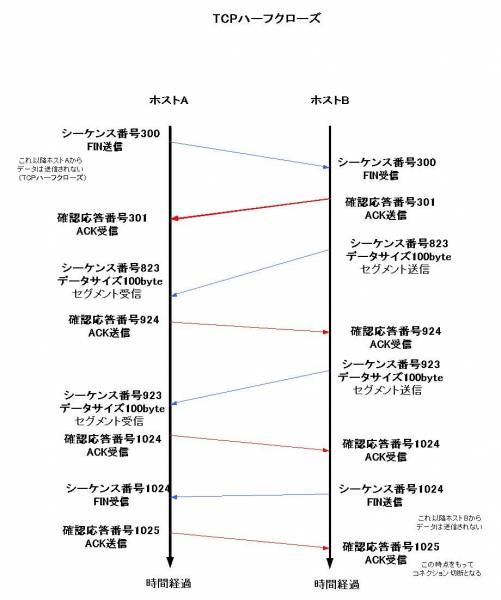 TCPハーフクローズ
ホストA
ホストB
シーケンス番号300
FIN送信
これ以降ホストAから
データは送信されない
(TCPハーフクローズ)
シーケンス番号300
FIN受信
確認応答番号301
ACK送信
確認応答番号301
ACK受信
シーケンス番号823
データサイズ100byte
セグメント送信
シーケンス番号823
データサイズ100byte
セグメント受信
確認応答番号924
ACK送信
確認応答番号924
ACK受信
シーケンス番号923
データサイズ100byte
セグメント送信
シーケンス番号923
データサイズ100byte
セグメント受信
確認応答番号1024
ACK受信
確認応答番号1024
ACK受信
シーケンス番号1024
FIN受信
シーケンス番号1024
FIN送信
これ以降ホストBから
データは送信されない
確認応答番号1025
ACK送信
確認応答番号1025
ACK受信
この時点をもって
コネクション切断となる
時間経過
時間経過